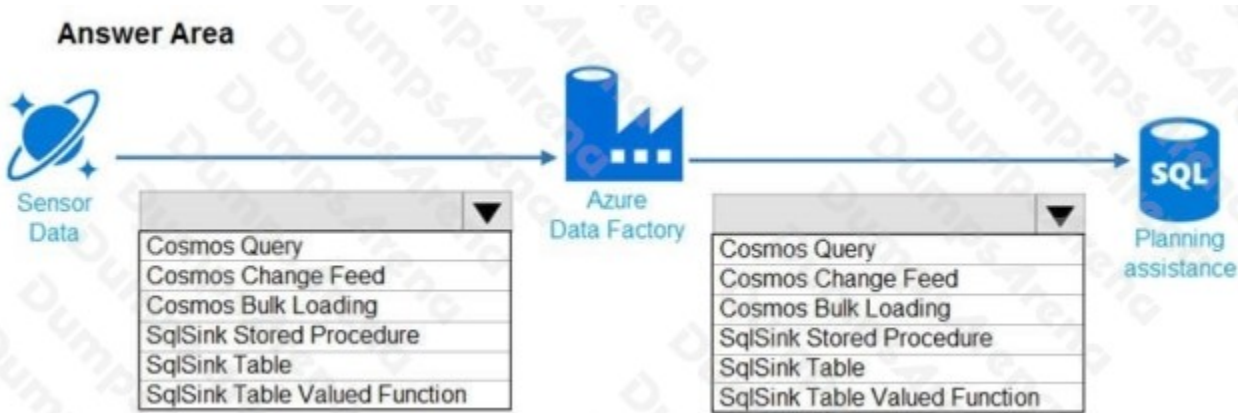 Answer Area
Sensor
Data
Azure
Data Factory
SQL
Planning
assistance
Cosmos Query
Cosmos Change Feed
Cosmos Bulk Loading
SqlSink Stored Procedure
SqlSink Table
SqlSink Table Valued Function
Cosmos Query
Cosmos Change Feed
Cosmos Bulk Loading
SqlSink Stored Procedure
SqlSink Table
SqlSink Table Valued Function
DumpsArena